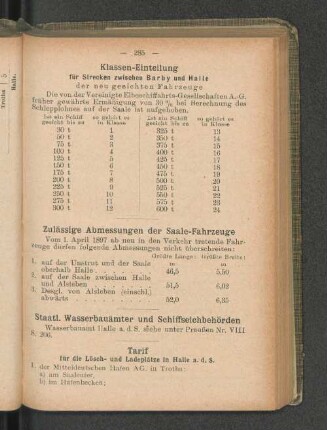 — 285 —
Klassen-Einteilung
für Strecken zwischen Barby und Halle
der neu geeichten Fahrzeuge
Die von der Vereinigte Elbeschiffahrts-Gesellschaften A.-G.
früher gewährte Ermäßigung von 30 % bei Berechnung des
Schlepplohnes auf der Saale ist aufgehoben.
Ist ein Schiff geeicht bis zu so gehört es in Klasse Ist ein Schiff geeicht bis zu so gehört es in Klasse
30 t 1 325 t 13
50 t 2 350 t 14
75 t 3 375 t 15
100 t 4 400 t 16
125 t 5 425 t 17
150 t 6 450 t 18
175 t 7 475 t 19
200 t 8 500 t 20
225 t 9 525 t 21
250 t 10 550 t 22
275 t 11 575 t 23
300 t 12 600 t 24
Zulässige Abmessungen der Saale-Fahrzeuge
Vom 1. April 1897 ab neu in den Verkehr tretende Fahr-
zeuge dürfen folgende Abmessungen nicht überschreiten:
Größte Länge: Größte Breite:
m m
1. auf der Unstrut und der Saale
oberhalb Halle 46,5 5,50
2. auf der Saale zwischen Halle
und Alsleben 51,5 6,02
3. Desgl. von Alsleben (einschl.)
abwärts 52,0 6,35
Staatl. Wasserbauämter und Schiffseichbehörden
Wasserbauamt Halle a. d. S. siehe unter Preußen Nr. VIII
S. 206.
Tarif
für die Lösch- und Ladeplätze in Halle a. d. S.
1. der Mitteldeutschen Hafen AG. in Trotha:
a) am Saaleufer,
b) im Hafenbecken;
Trotha
Halle.